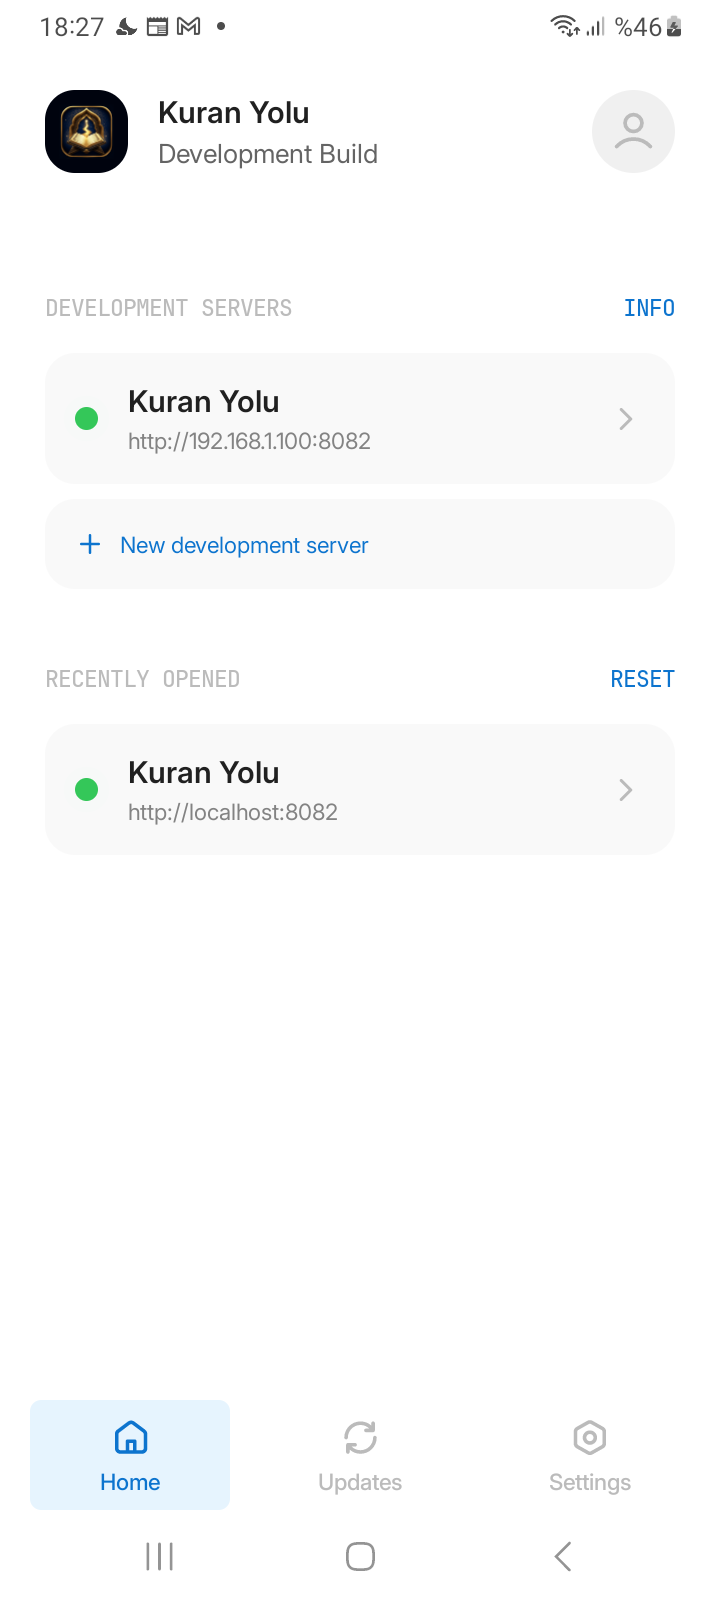 18:27
%46
Kuran Yolu
Development Build
DEVELOPMENT SERVERS
INFO
Kuran Yolu
http://192.168.1.100:8082
New development server
RECENTLY OPENED
RESET
Kuran Yolu
http://localhost:8082
Home
Updates
Settings